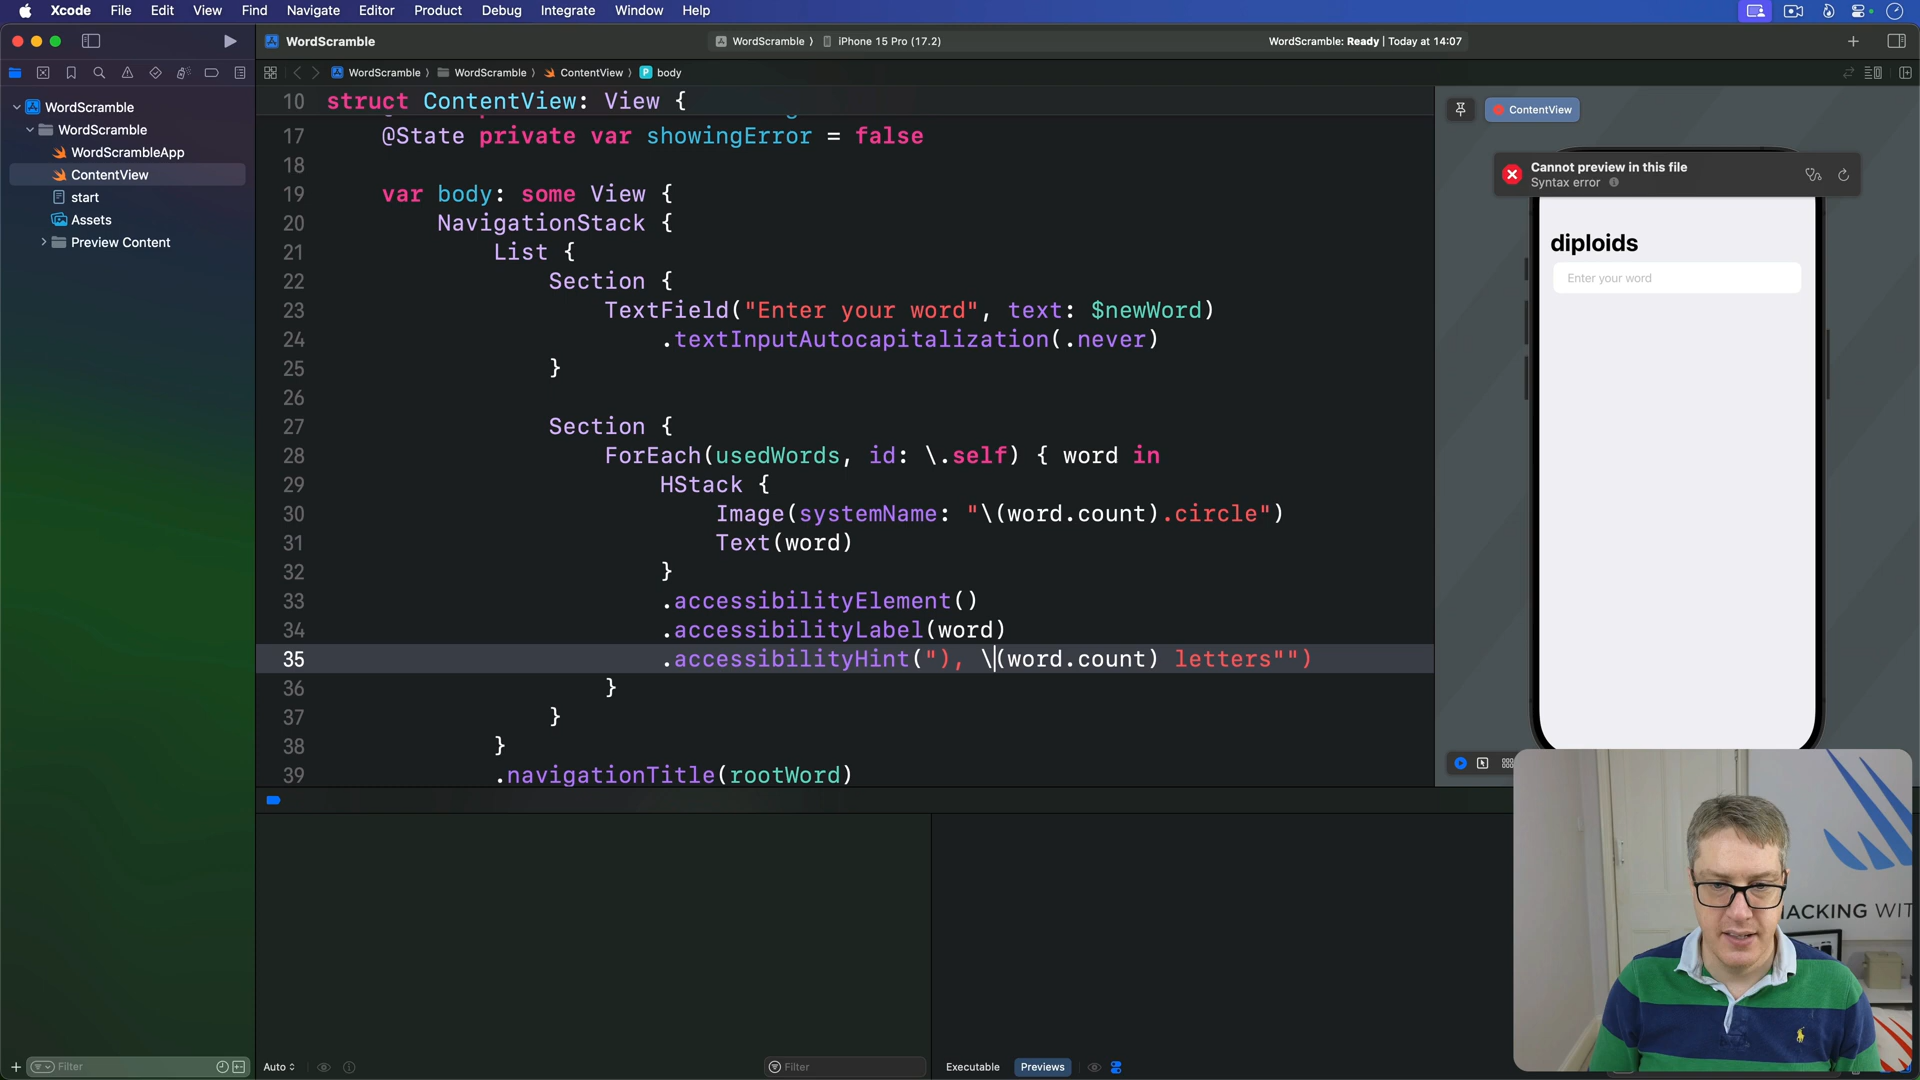 Xcode File Edit View Find Navigate Editor Product Debug Integrate Window Help
WordScramble
WordScramble 〉 iPhone 15 Pro (17.2)
WordScramble: Ready | Today at 14:07
WordScramble 〉 WordScramble 〉 ContentView 〉 P body
WordScramble
WordScramble
WordScrambleApp
ContentView
start
Assets
Preview Content
10 struct ContentView: View {
17 @State private var showingError = false
18
19 var body: some View {
20 NavigationStack {
21 List {
22 Section {
23 TextField("Enter your word", text: $newWord)
24 .textInputAutocapitalization(.never)
25 }
26
27 Section {
28 ForEach(usedWords, id: \.self) { word in
29 HStack {
30 Image(systemName: "\(word.count).circle")
31 Text(word)
32 }
33 .accessibilityElement()
34 .accessibilityLabel(word)
35 .accessibilityHint("), \(word.count) letters"")
36 }
37 }
38 }
39 .navigationTitle(rootWord)
ContentView
Cannot preview in this file
Syntax error
diploids
Enter your word
HACKING WIT
Filter
Auto
Filter
Executable Previews